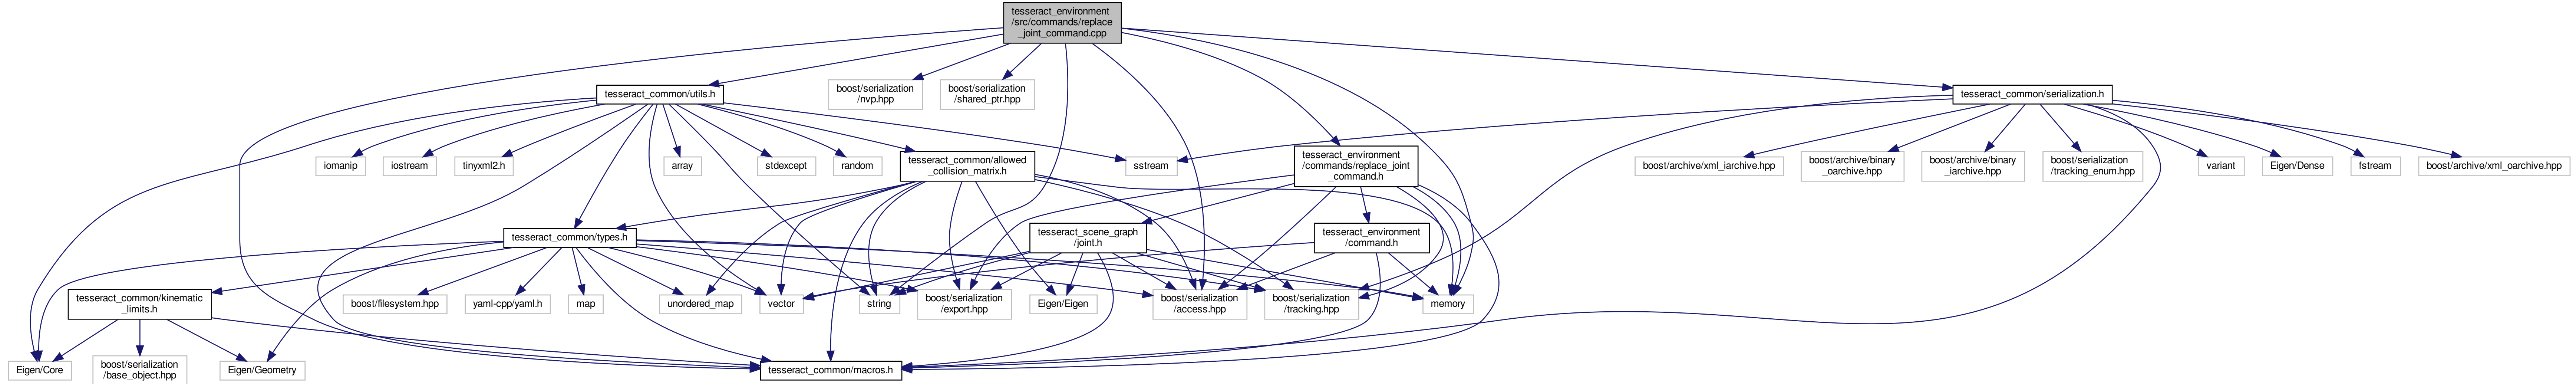 tesseract_environment
/src/commands/replace
_joint_command.cpp
tesseract_common/utils.h
boost/serialization
/nvp.hpp
boost/serialization
/shared_ptr.hpp
tesseract_common/serialization.h
iomanip
iostream
tinyxml2.h
array
stdexcept
random
tesseract_common/allowed
_collision_matrix.h
sstream
tesseract_environment
/commands/replace_joint
_command.h
boost/archive/xml_iarchive.hpp
boost/archive/binary
_oarchive.hpp
boost/archive/binary
_iarchive.hpp
boost/serialization
/tracking_enum.hpp
variant
Eigen/Dense
fstream
boost/archive/xml_oarchive.hpp
tesseract_common/types.h
tesseract_scene_graph
/joint.h
tesseract_environment
/command.h
tesseract_common/kinematic
_limits.h
boost/filesystem.hpp
yaml-cpp/yaml.h
map
unordered_map
vector
string
boost/serialization
/export.hpp
Eigen/Eigen
boost/serialization
/access.hpp
boost/serialization
/tracking.hpp
memory
Eigen/Core
boost/serialization
/base_object.hpp
Eigen/Geometry
tesseract_common/macros.h